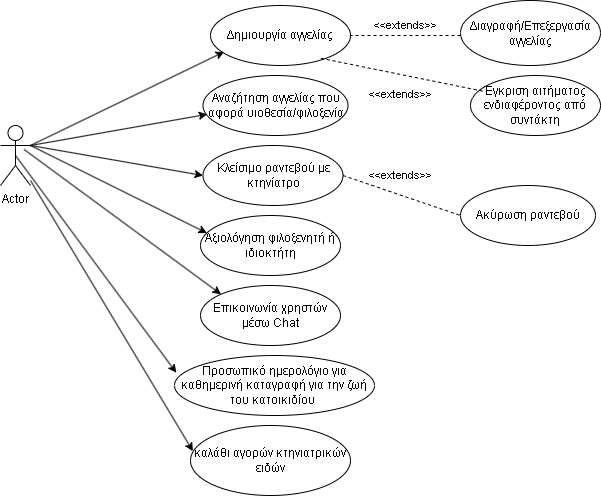 Δημιουργία αγγελίας
<<extends>>
Διαγραφή/Επεξεργασία
αγγελίας
Αναζήτηση αγγελίας που
αφορά υιοθεσία/φιλοξενία
<<extends>>
Έγκριση αιτήματος
ενδιαφέροντος από
συντάκτη
Actor
Κλείσιμο ραντεβού με
κτηνίατρο
<<extends>>
Ακύρωση ραντεβού
Αξιολόγηση φιλοξενητή ή
ιδιοκτήτη
Επικοινωνία χρηστών
μέσω Chat
Προσωπικό ημερολόγιο για
καθημερινή καταγραφή για την ζωή
του κατοικιδίου
καλάθι αγορών κτηνιατρικών
ειδών